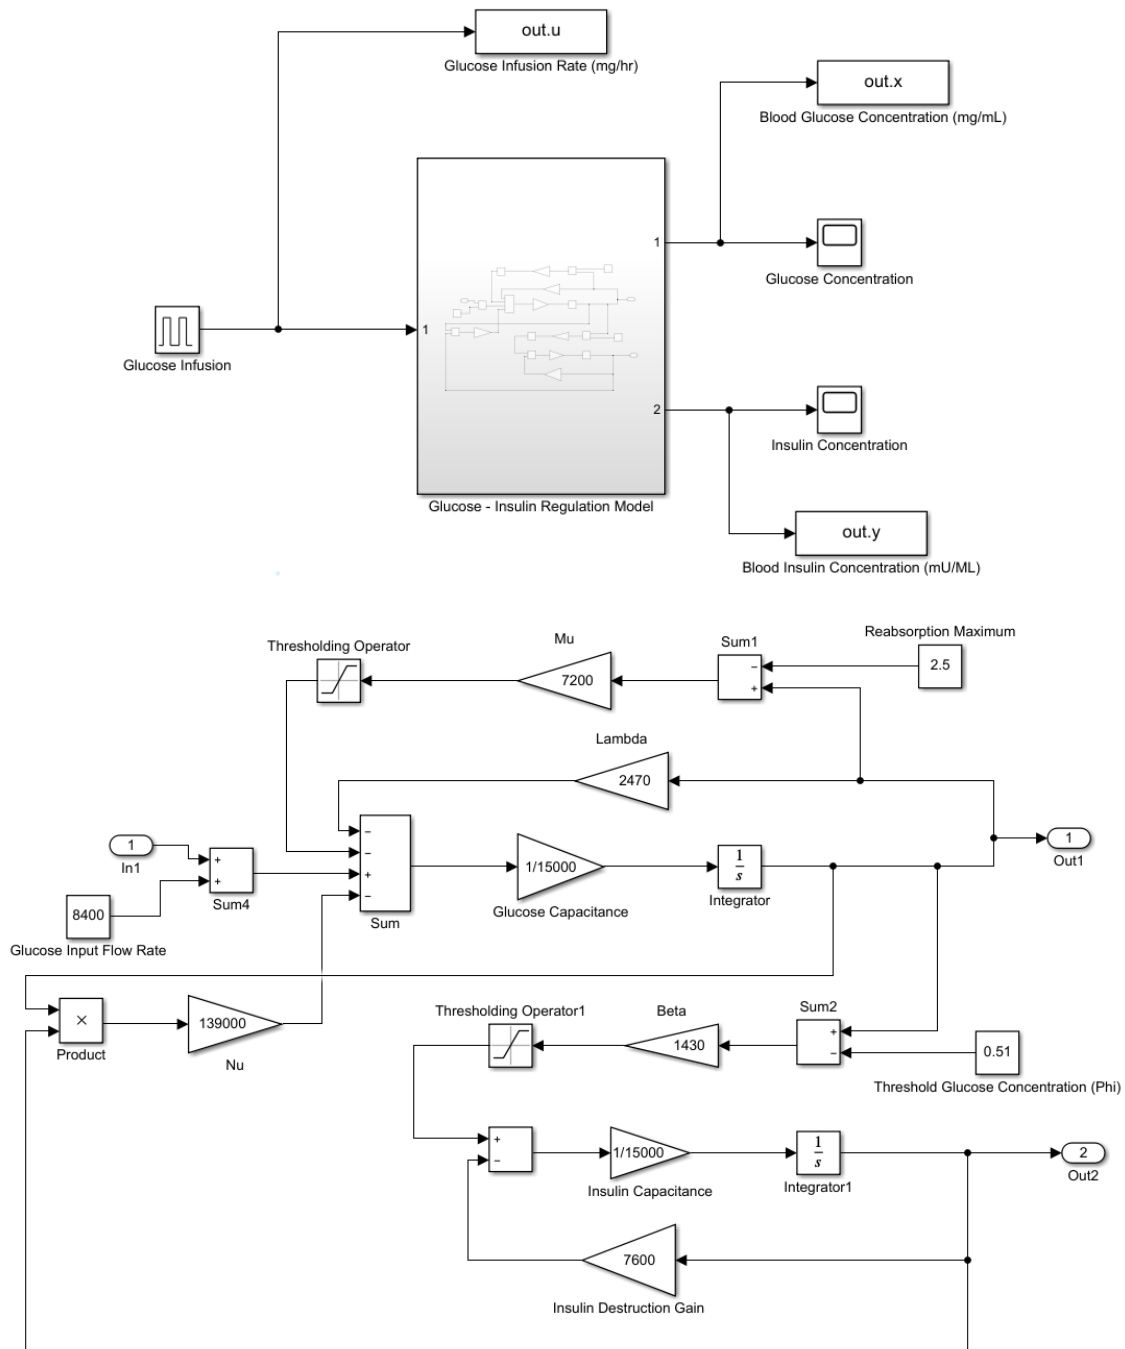 out.u
Glucose Infusion Rate (mg/hr)
out.x
Blood Glucose Concentration (mg/mL)
1
Glucose Concentration
1
Glucose Infusion
2
Insulin Concentration
Glucose - Insulin Regulation Model
out.y
Blood Insulin Concentration (mU/ML)
Reabsorption Maximum
Mu
Sum1
Thresholding Operator
2.5
−
7200
+
Lambda
2470
−
1
−
1
In1
+
1/15000
1
s
Out1
+
+
Sum4
−
Integrator
8400
Glucose Capacitance
Sum
Glucose Input Flow Rate
Thresholding Operator1
Beta
Sum2
×
139000
+
1430
0.51
−
Product
Nu
Threshold Glucose Concentration (Phi)
+
1
s
2
−
1/15000
Out2
Insulin Capacitance
Integrator1
7600
Insulin Destruction Gain